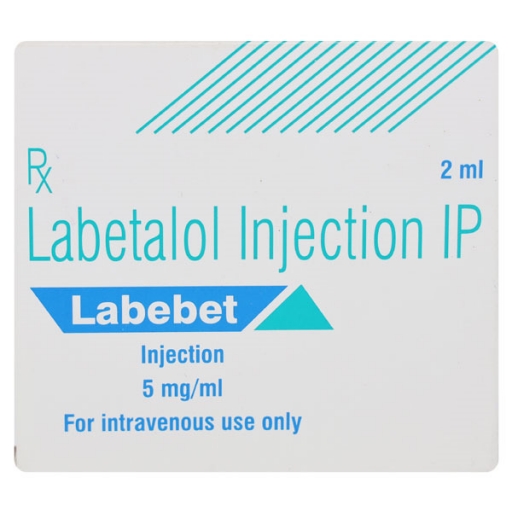 Rx
2 ml
Labetalol Injection IP
Labebet
Injection
5 mg/ml
For intravenous use only